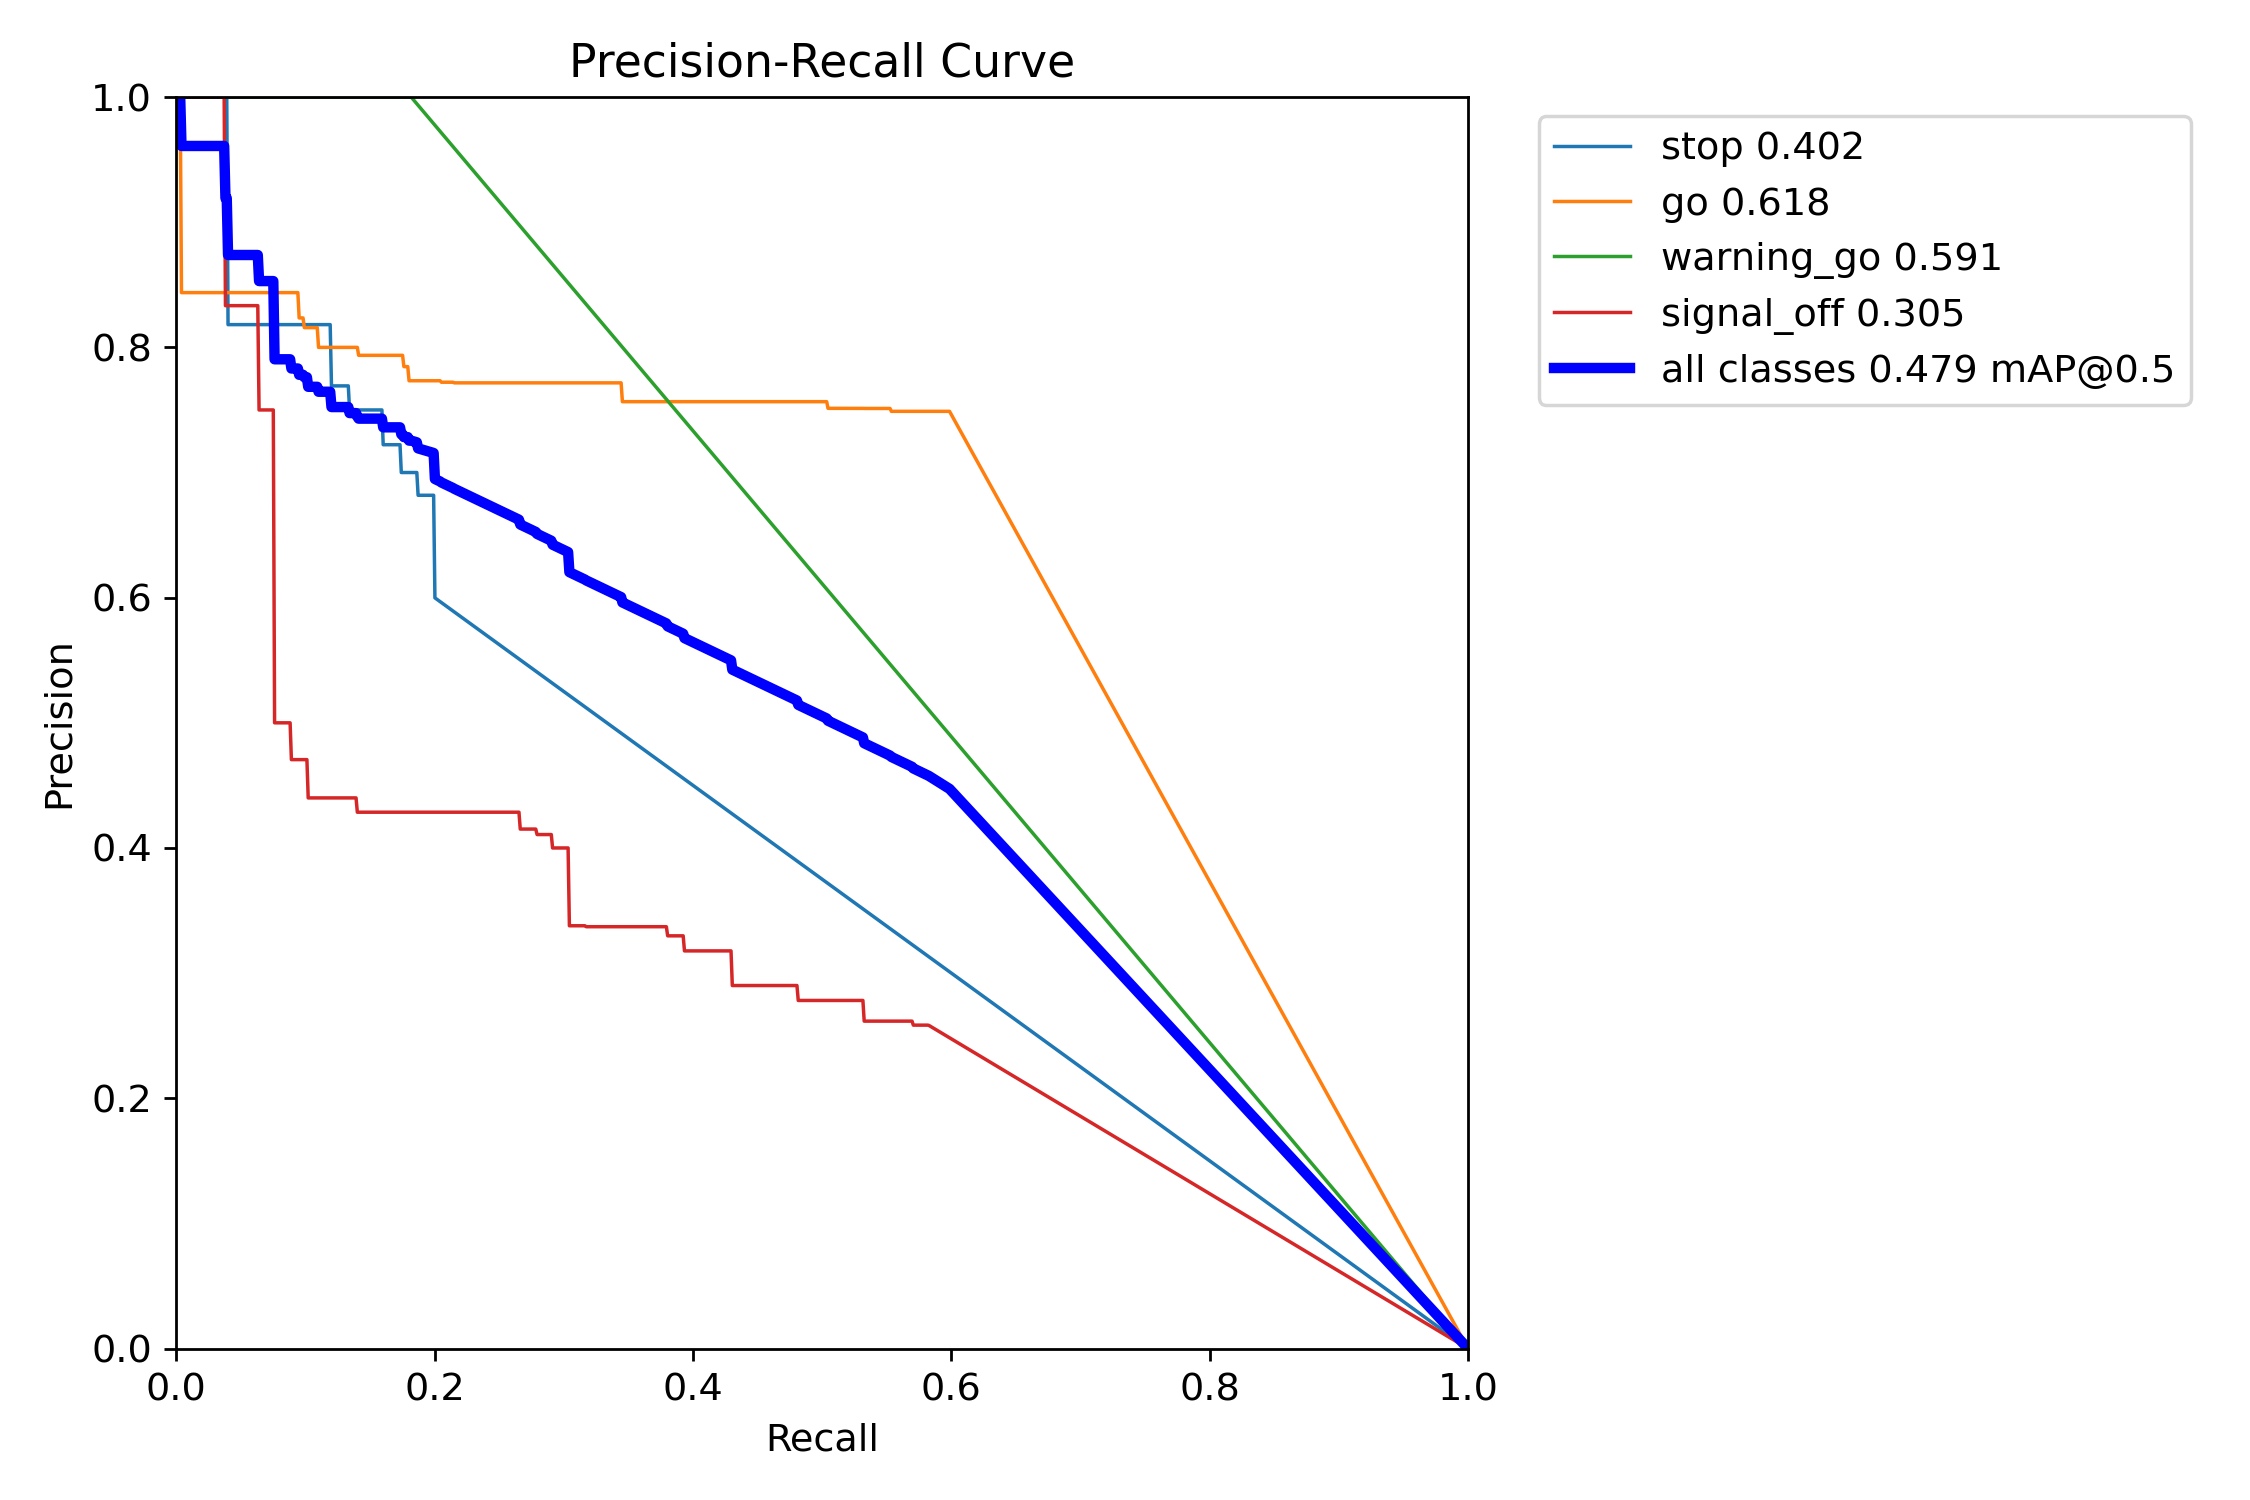 Precision-Recall Curve
1.0
0.8
0.6
0.4
0.2
0.0
Precision
0.0 0.2 0.4 0.6 0.8 1.0
Recall
stop 0.402
go 0.618
warning_go 0.591
signal_off 0.305
all classes 0.479 mAP@0.5